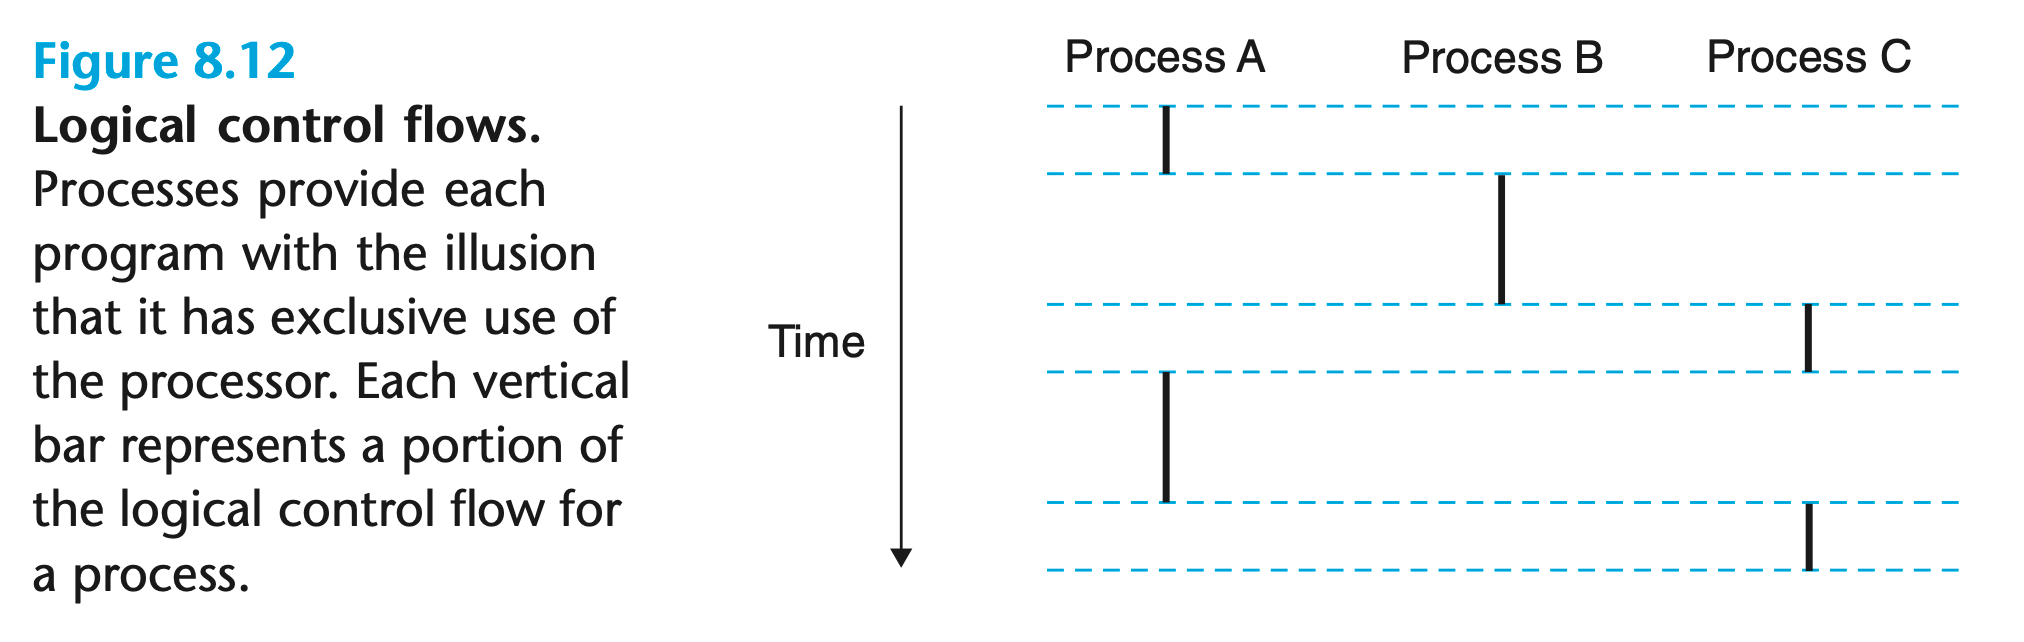 Figure 8.12
Logical control flows.
Processes provide each
program with the illusion
that it has exclusive use of
the processor. Each vertical
bar represents a portion of
the logical control flow for
a process.
Process A Process B Process C
Time